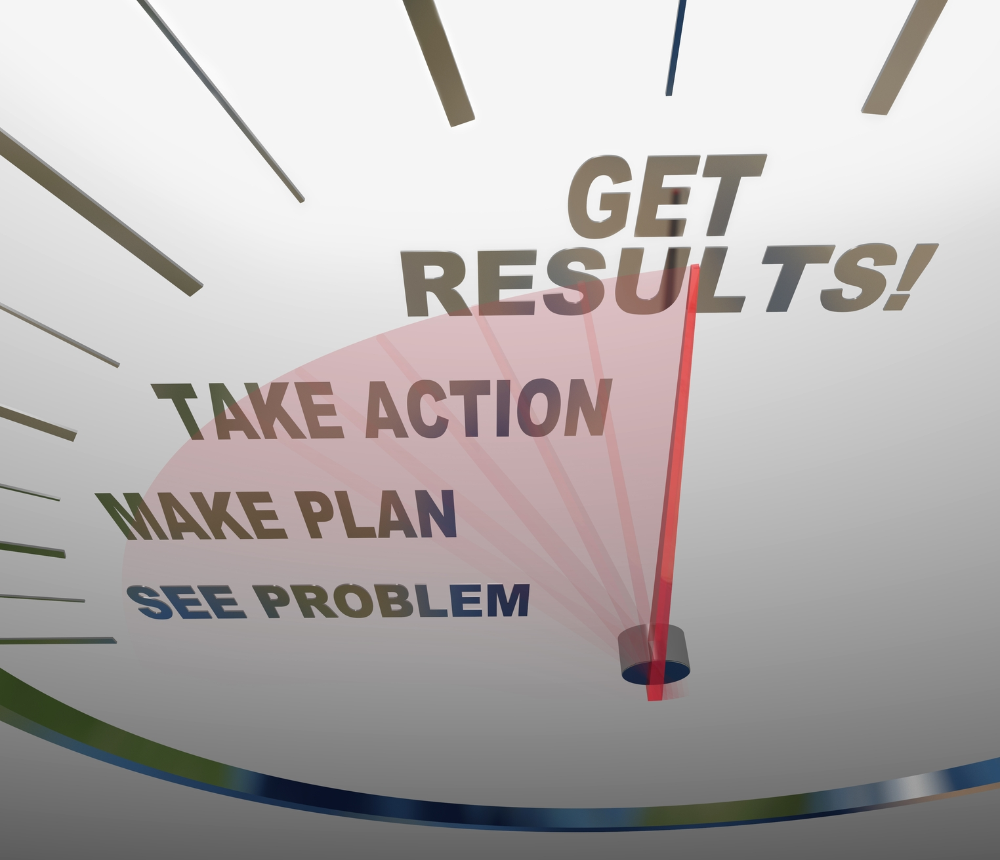 GET
RESULTS!
TAKE ACTION
MAKE PLAN
SEE PROBLEM